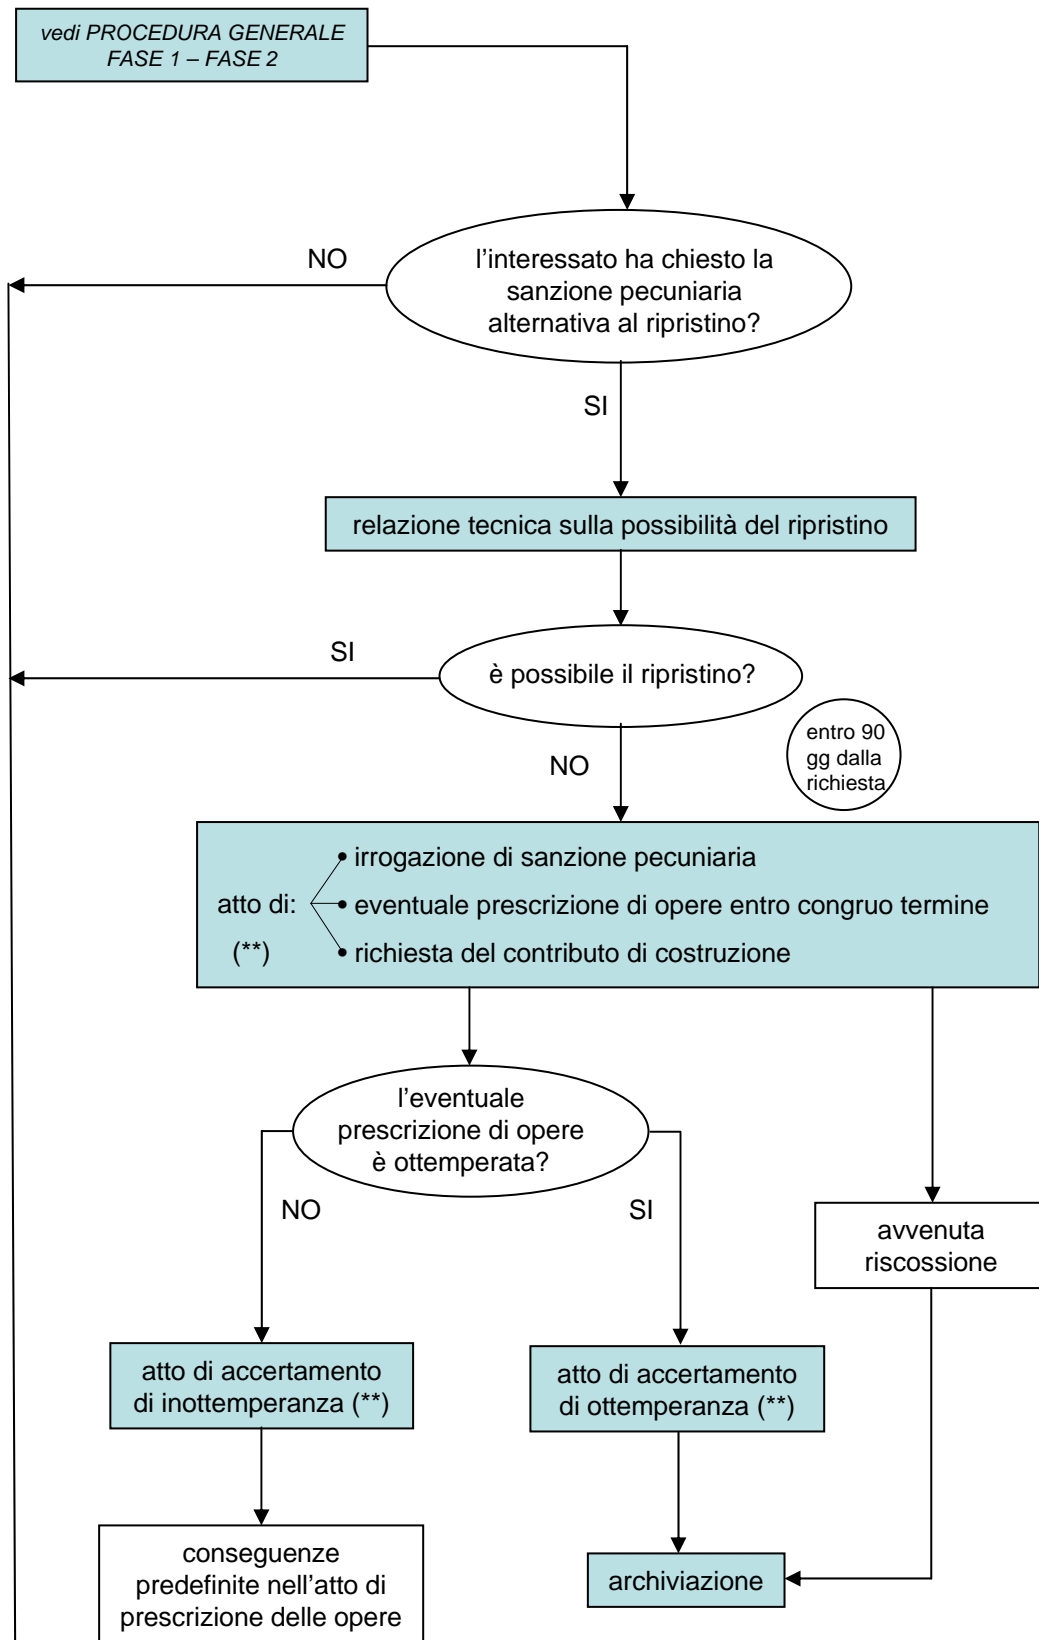 vedi PROCEDURA GENERALE
FASE 1 – FASE 2
NO
l’interessato ha chiesto la
sanzione pecuniaria
alternativa al ripristino?
SI
relazione tecnica sulla possibilità del ripristino
SI
è possibile il ripristino?
entro 90
gg dalla
richiesta
NO
• irrogazione di sanzione pecuniaria
atto di:
• eventuale prescrizione di opere entro congruo termine
(**)
• richiesta del contributo di costruzione
l’eventuale
prescrizione di opere
è ottemperata?
NO
SI
avvenuta
riscossione
atto di accertamento
di inottemperanza (**)
atto di accertamento
di ottemperanza (**)
conseguenze
predefinite nell’atto di
prescrizione delle opere
archiviazione